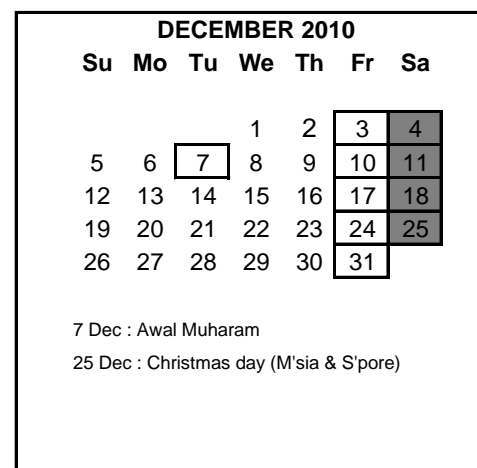 DECEMBER 2010
Su Mo Tu We Th Fr Sa
1 2 3 4
5 6 7 8 9 10 11
12 13 14 15 16 17 18
19 20 21 22 23 24 25
26 27 28 29 30 31
7 Dec : Awal Muharam
25 Dec : Christmas day (M'sia & S'pore)